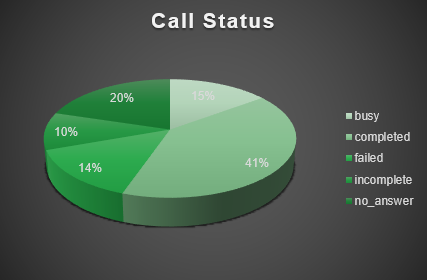 Call Status
15%
20%
busy
completed
10%
failed
41%
14%
incomplete
no_answer